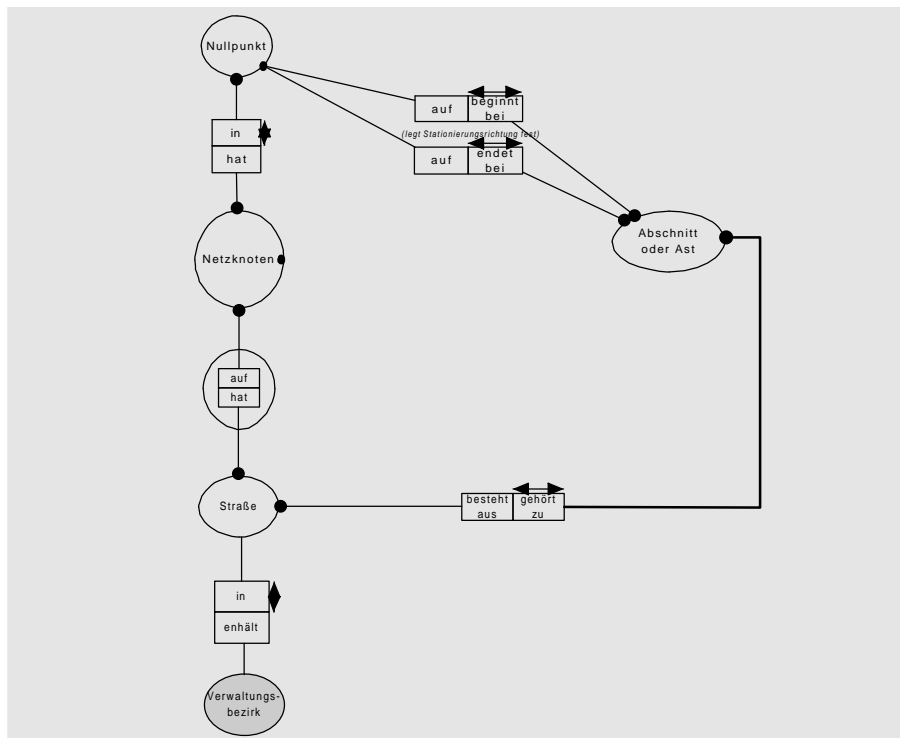 Nullpunkt
auf
beginnt
bei
(legt Stationierungsrichtung fest)
auf
endet
bei
in
hat
Abschnitt
oder Ast
Netzknoten
auf
hat
Straße
besteht
aus
gehört
zu
in
enhält
Verwaltungs-
bezirk